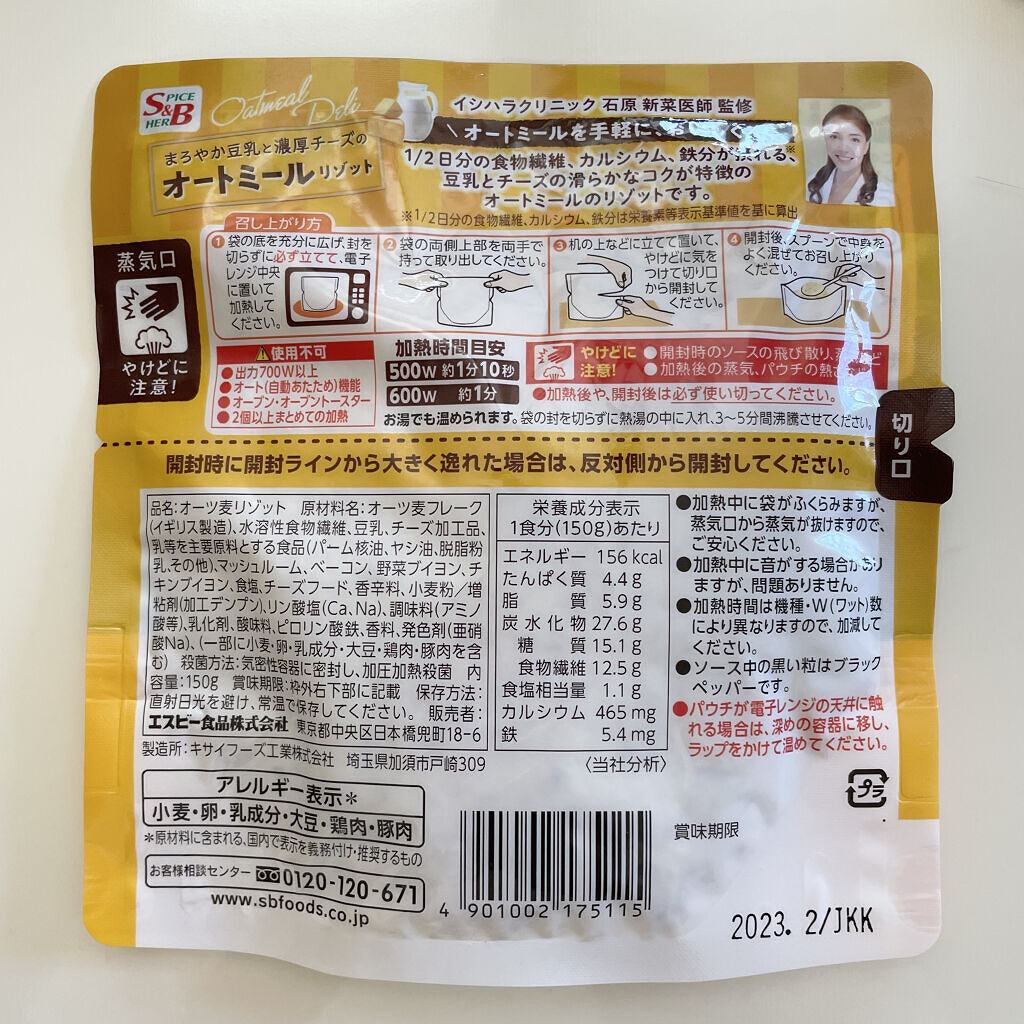 SPICE
S&B
HERB
Oatmeal
Deli
まろやか豆乳と濃厚チーズの
オートミールリゾット
イシハラクリニック 石原 新菜医師 監修
オートミールを手軽に
1/2日分の食物繊維、カルシウム、鉄分が摂れる、※
豆乳とチーズの滑らかなコクが特徴の
オートミールのリゾットです。
※1/2日分の食物繊維、カルシウム、鉄分は栄養素等表示基準値を基に算出
召し上がり方
1 袋の底を充分に広げ、封を
切らずに必ず立てて、電子
レンジ中央
に置いて
加熱して
ください。
2 袋の両側上部を両手で
持って取り出してください。
3 机の上などに立てて置いて、
やけどに気を
つけて切り口
から開封して
ください。
4 開封後、スプーンで中身を
よく混ぜてお召し上がり
ください。
蒸気口
やけどに
注意!
使用不可
●出力700W以上
●オート(自動あたため)機能
●オーブン・オーブントースター
●2個以上まとめての加熱
加熱時間目安
500W 約1分10秒
600W 約1分
やけどに
注意!
●開封時のソースの飛び散り、
●加熱後の蒸気、パウチの熱さ
●加熱後や、開封後は必ず使い切ってください。
お湯でも温められます。袋の封を切らずに熱湯の中に入れ、3〜5分間沸騰させてください。
切り口
開封時に開封ラインから大きく逸れた場合は、反対側から開封してください。
品名:オーツ麦リゾット 原材料名:オーツ麦フレーク
(イギリス製造)、水溶性食物繊維、豆乳、チーズ加工品、
乳等を主要原料とする食品(パーム核油、ヤシ油、脱脂粉
乳、その他)、マッシュルーム、ベーコン、野菜ブイヨン、チ
キンブイヨン、食塩、チーズフード、香辛料、小麦粉/増
粘剤(加工デンプン)、リン酸塩(Ca、Na)、調味料(アミノ
酸等)、乳化剤、酸味料、ピロリン酸鉄、香料、発色剤(亜硝
酸Na)、(一部に小麦・卵・乳成分・大豆・鶏肉・豚肉を含
む) 殺菌方法:気密性容器に密封し、加圧加熱殺菌 内
容量:150g 賞味期限:枠外右下部に記載 保存方法:
直射日光を避け、常温で保存してください。 販売者:
エスビー食品株式会社 東京都中央区日本橋兜町18-6
製造所:キサイフーズ工業株式会社 埼玉県加須市戸崎309
栄養成分表示
1食分(150g)あたり
エネルギー 156 kcal
たんぱく質 4.4 g
脂質 5.9 g
炭水化物 27.6 g
糖質 15.1 g
食物繊維 12.5 g
食塩相当量 1.1 g
カルシウム 465 mg
鉄 5.4 mg
〈当社分析〉
●加熱中に袋がふくらみますが、
蒸気口から蒸気が抜けますので、
ご安心ください。
●加熱中に音がする場合があり
ますが、問題ありません。
●加熱時間は機種・W(ワット)数
により異なりますので、加減して
ください。
●ソース中の黒い粒はブラック
ペッパーです。
●パウチが電子レンジの天井に触
れる場合は、深めの容器に移し、
ラップをかけて温めてください。
プラ
アレルギー表示*
小麦・卵・乳成分・大豆・鶏肉・豚肉
*原材料に含まれる、国内で表示を義務付け・推奨するもの
お客様相談センター 0120-120-671
www.sbfoods.co.jp
4 901002 175115
賞味期限
2023. 2/JKK